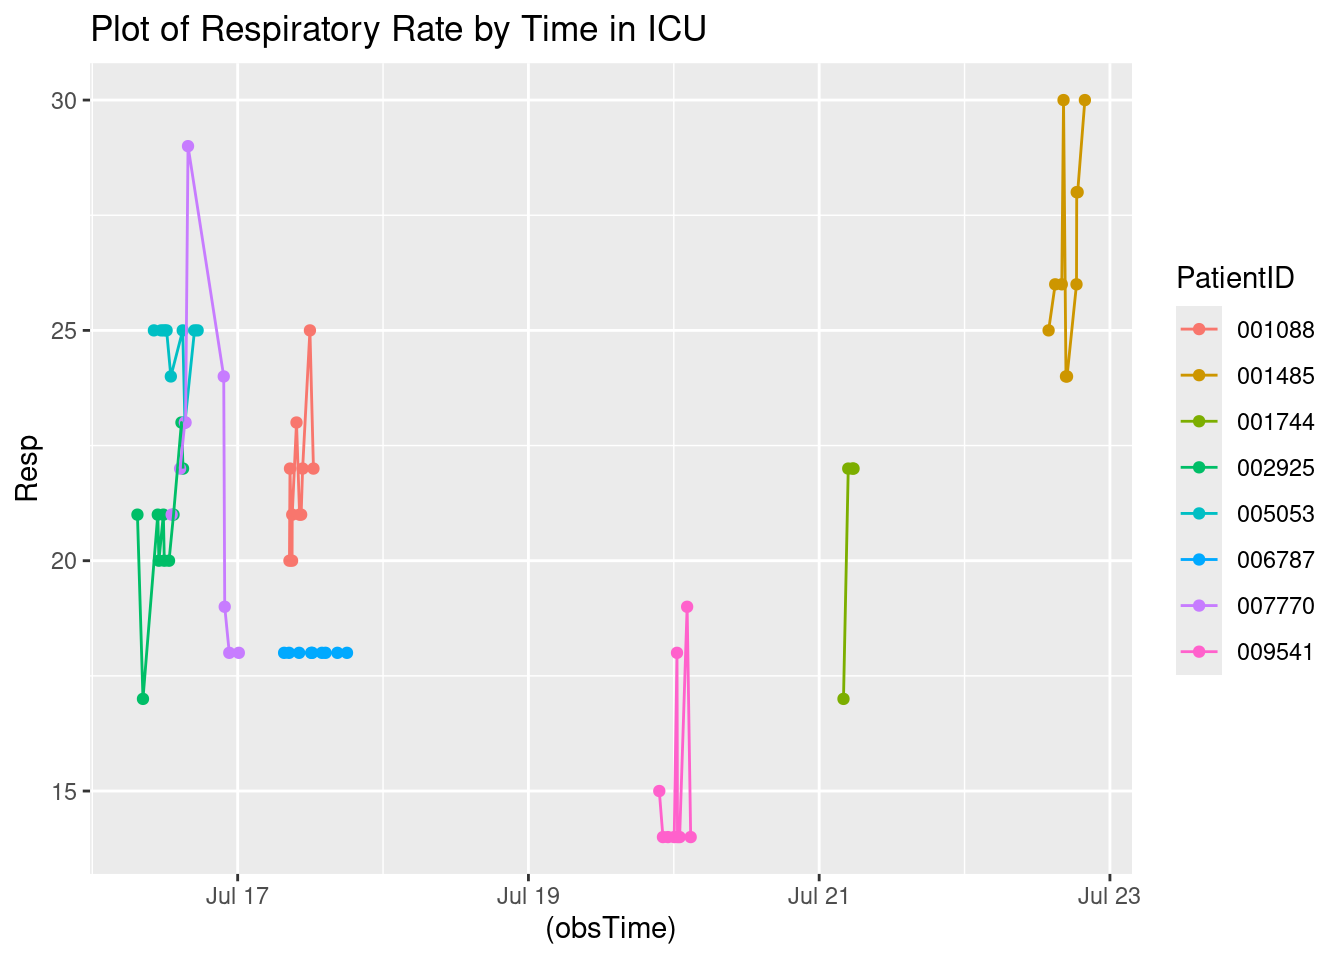 Plot of Respiratory Rate by Time in ICU
30
25
20
15
Resp
Jul 17
Jul 19
Jul 21
Jul 23
(obsTime)
PatientID
001088
001485
001744
002925
005053
006787
007770
009541